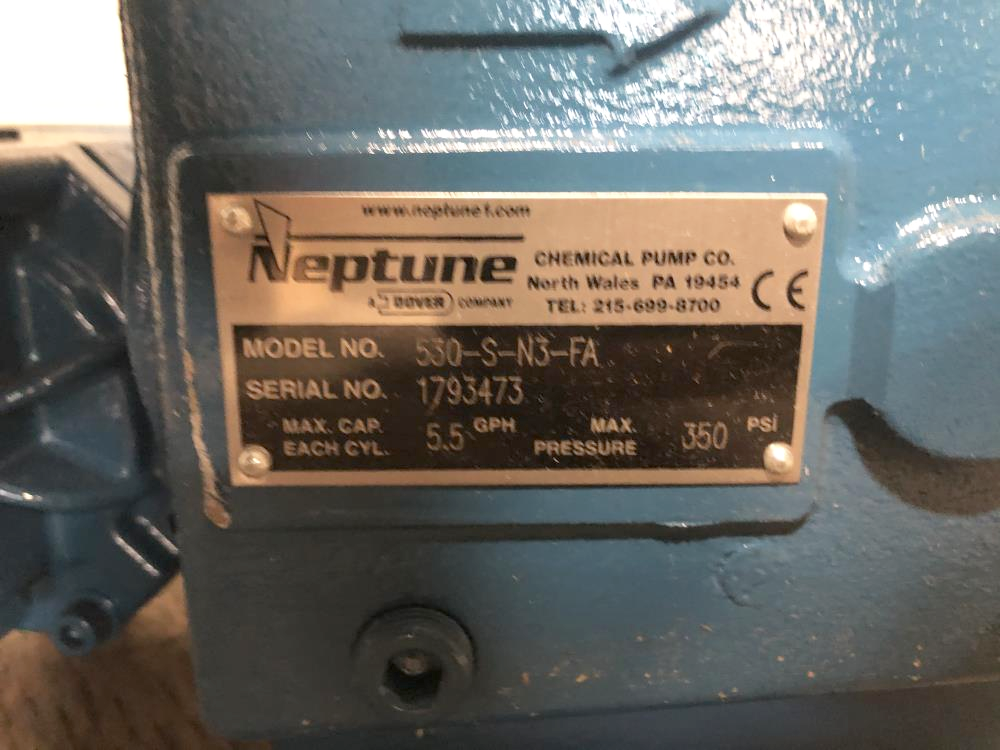 www.neptune1.com
Neptune
A DOVER COMPANY
CHEMICAL PUMP CO.
North Wales PA 19454
TEL: 215-699-8700
CE
MODEL NO. 530-S-N3-FA
SERIAL NO. 1793473
MAX. CAP. EACH CYL. 5.5 GPH
MAX. PRESSURE 350 PSI